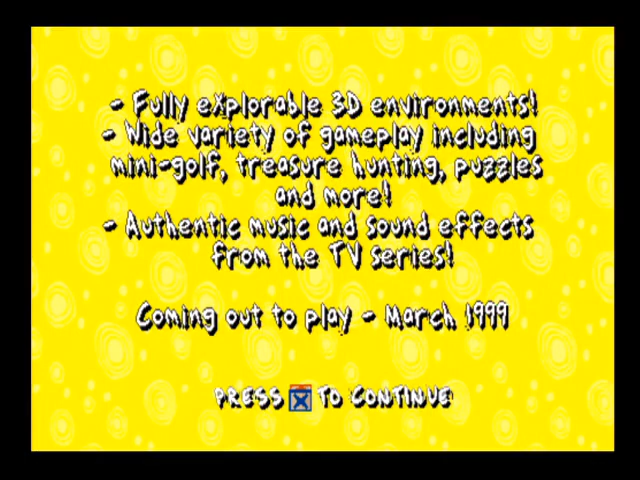 - Fully eXplorable 3D environments!
- Wide variety of gameplay including
mini-golf, treasure hunting, puzzles
and more!
- Authentic music and sound effects
from the TV series!
Coming out to play - March 1999
PRESS X TO CONTINUE